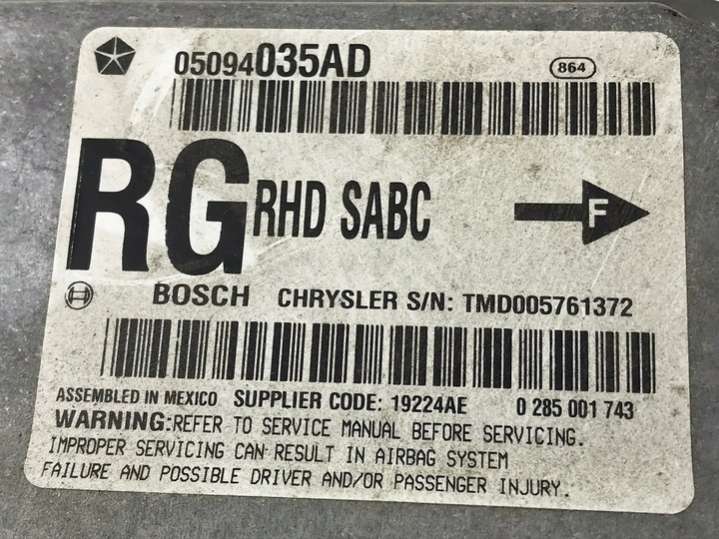 05094035AD 864
RG RHD SABC F
BOSCH CHRYSLER S/N: TMD005761372
ASSEMBLED IN MEXICO SUPPLIER CODE: 19224AE 0 285 001 743
WARNING:REFER TO SERVICE MANUAL BEFORE SERVICING.
IMPROPER SERVICING CAN RESULT IN AIRBAG SYSTEM
FAILURE AND POSSIBLE DRIVER AND/OR PASSENGER INJURY.